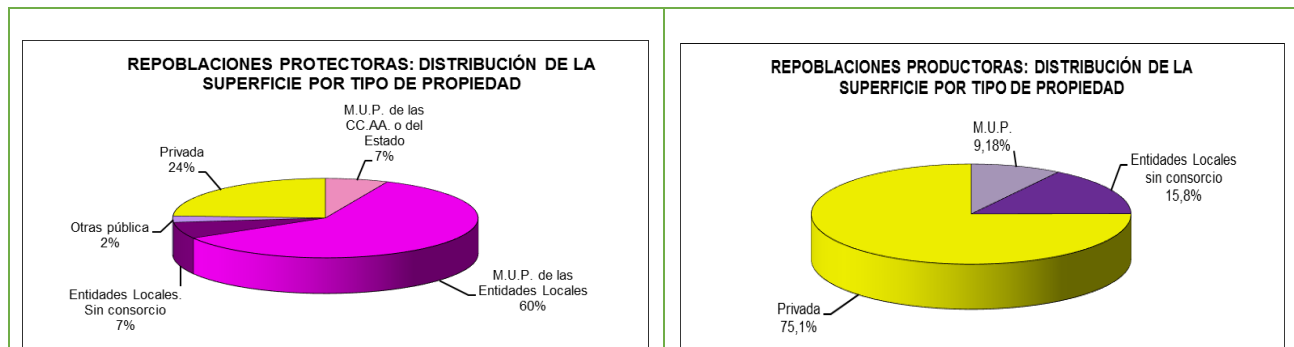 REPOBLACIONES PROTECTORAS: DISTRIBUCIÓN DE LA
SUPERFICIE POR TIPO DE PROPIEDAD
M.U.P. de las
CC.AA. o del
Estado
7%
Privada
24%
Otras pública
2%
Entidades Locales.
Sin consorcio
7%
M.U.P. de las
Entidades Locales
60%
REPOBLACIONES PRODUCTORAS: DISTRIBUCIÓN DE LA
SUPERFICIE POR TIPO DE PROPIEDAD
M.U.P.
9,18%
Entidades Locales
sin consorcio
15,8%
Privada
75,1%